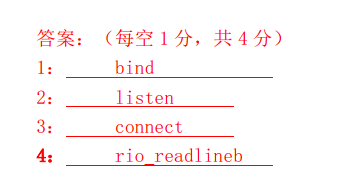 答案：（每空 1 分，共 4 分）
1： bind
2： listen
3： connect
4： rio_readlineb